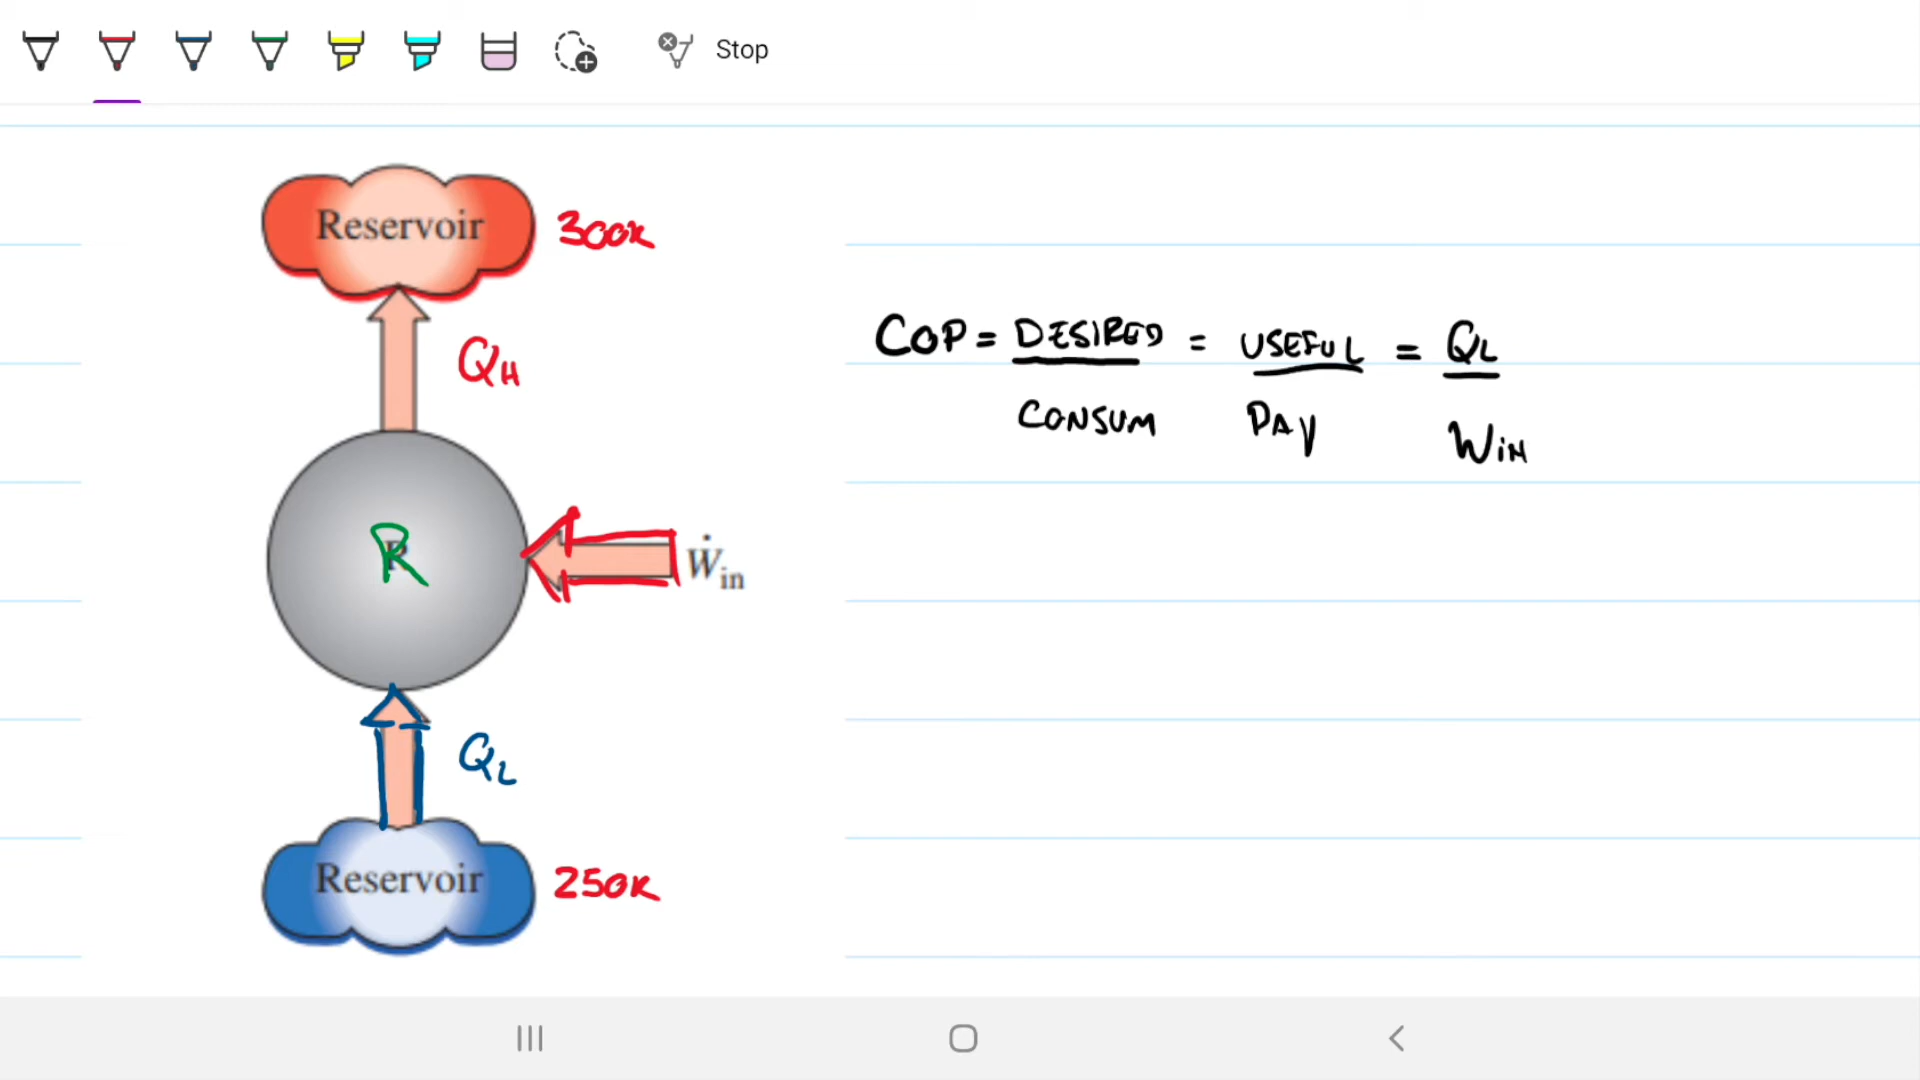 Stop
Reservoir 300K
QH
COP = DESIRED / CONSUM = USEFUL / PAY = QL / WIN
R
Ẇin
QL
Reservoir 250K